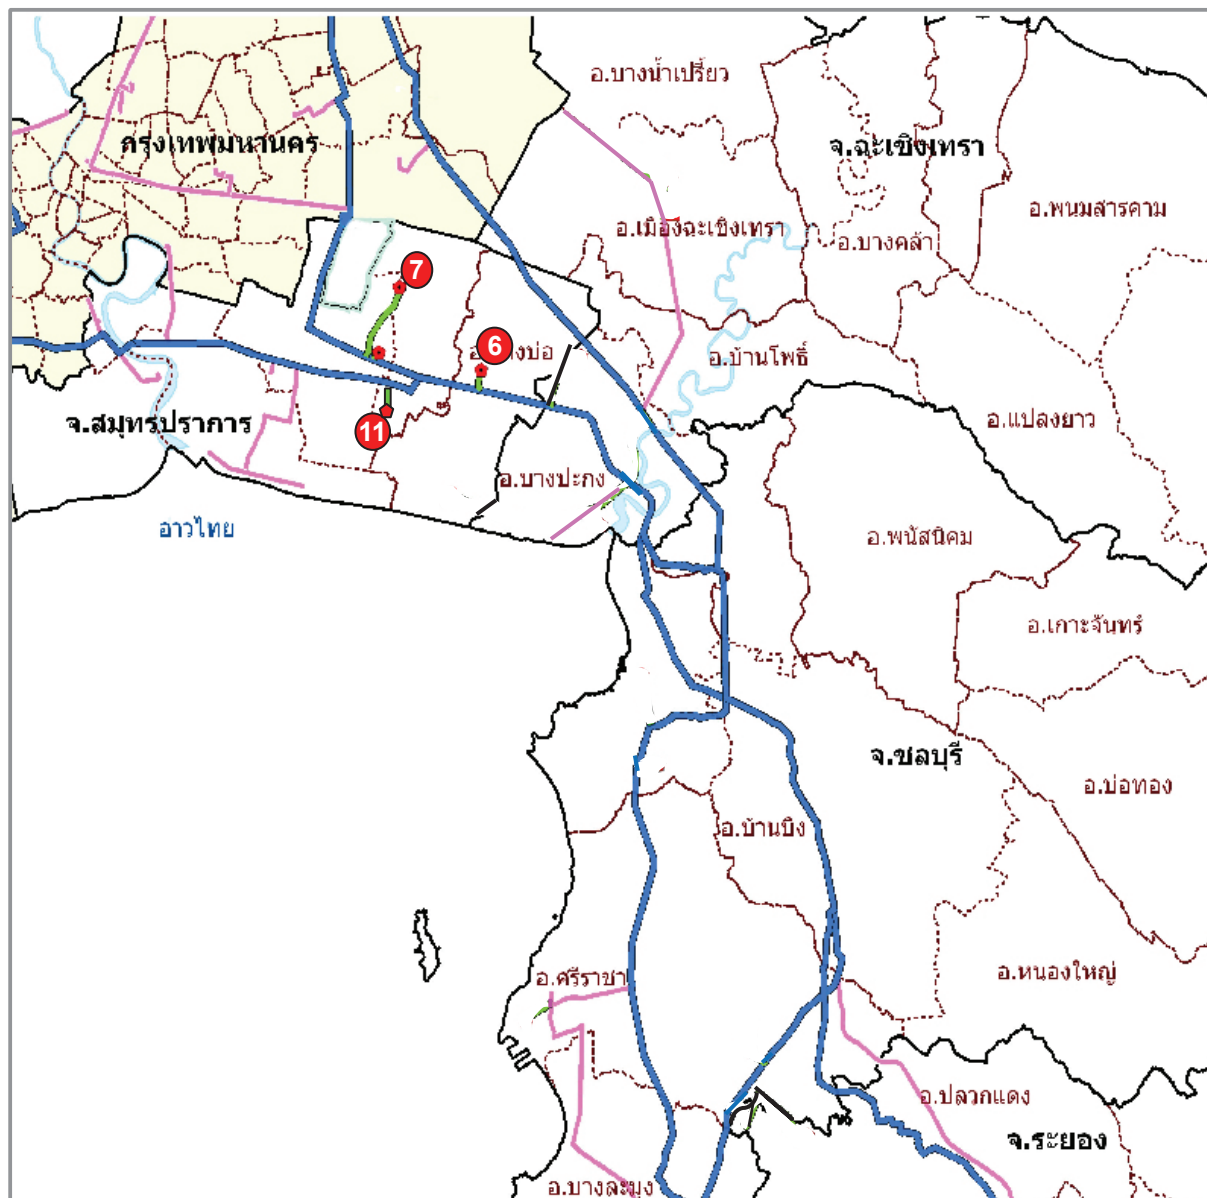 อ.บางน้ำเปรี้ยว
กรุงเทพมหานคร
จ.ฉะเชิงเทรา
อ.พนมสารคาม
อ.เมืองฉะเชิงเทรา
อ.บางคล้า
7
6
อ.บ้านโพธิ์
11
จ.สมุทรปราการ
อ.แปลงยาว
อ.บางปะกง
อาวไทย
อ.พนัสนิคม
อ.เกาะจันทร์
จ.ชลบุรี
อ.บ่อทอง
อ.บ้านบึง
อ.ศรีราชา
อ.หนองใหญ่
อ.ปลวกแดง
จ.ระยอง
อ.บางละมุง